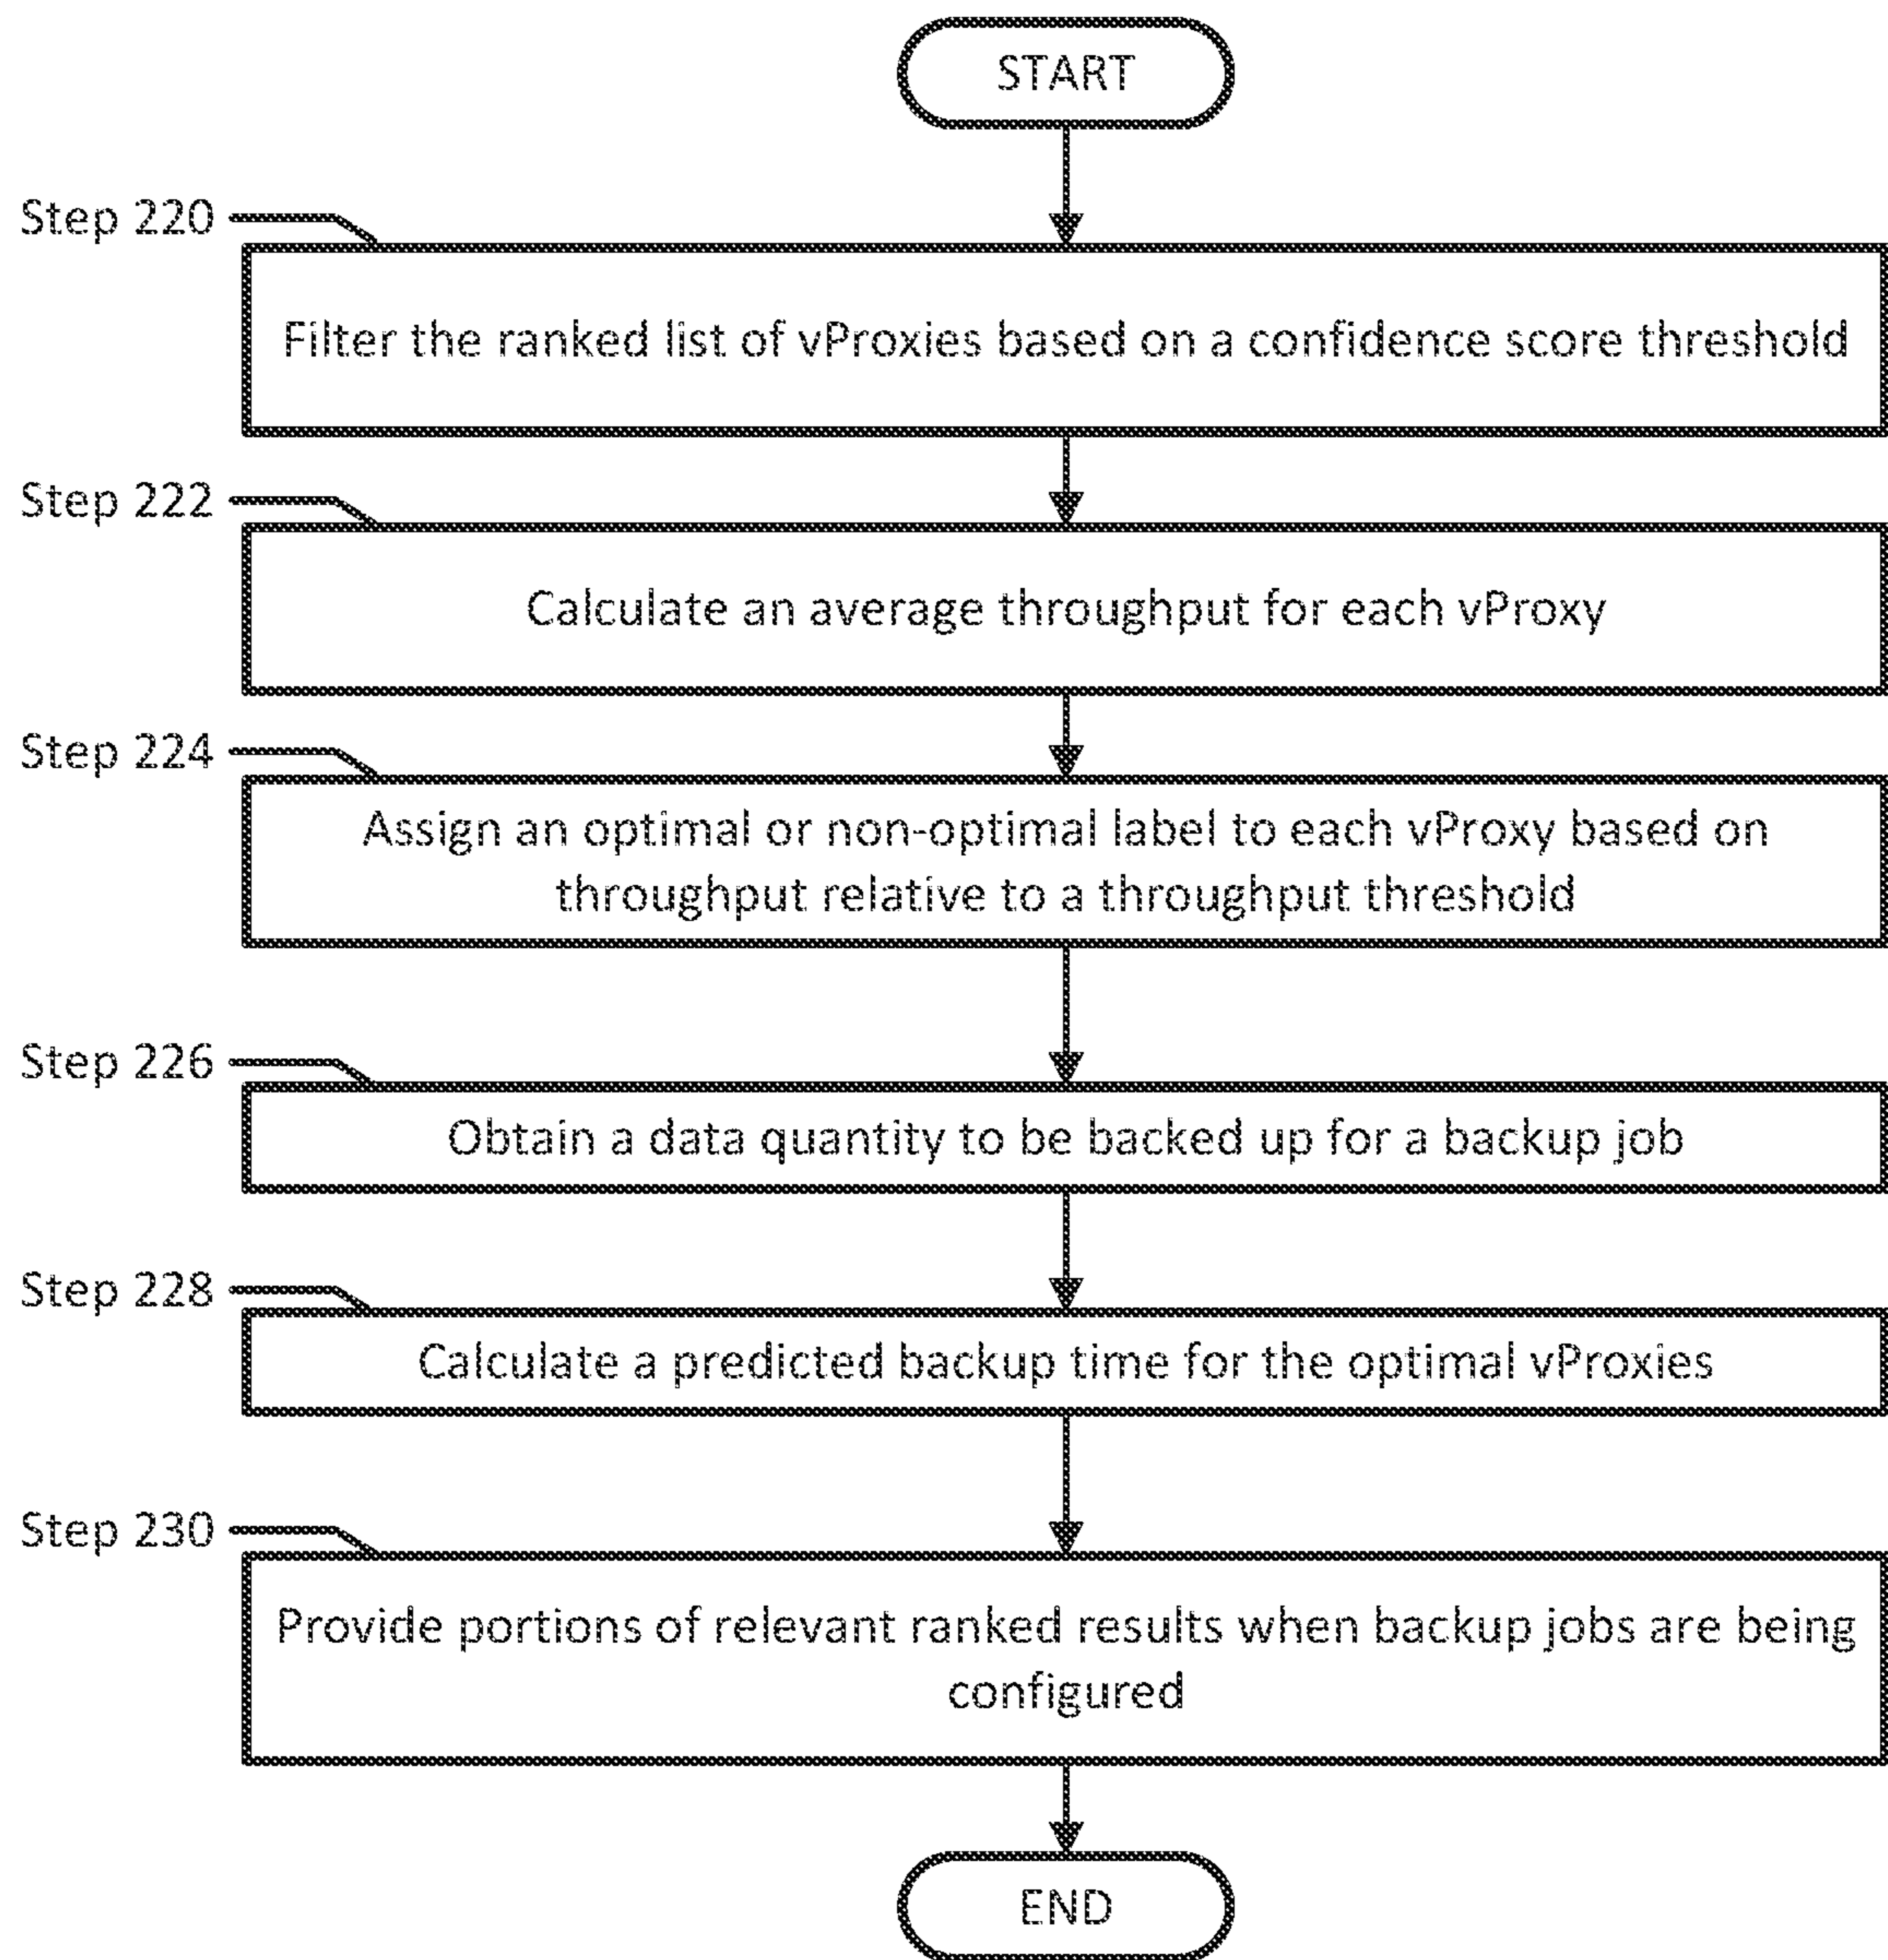 START
Step 220
Filter the ranked list of vProxies based on a confidence score threshold
Step 222
Calculate an average throughput for each vProxy
Step 224
Assign an optimal or non-optimal label to each vProxy based on
throughput relative to a throughput threshold
Step 226
Obtain a data quantity to be backed up for a backup job
Step 228
Calculate a predicted backup time for the optimal vProxies
Step 230
Provide portions of relevant ranked results when backup jobs are being
configured
END